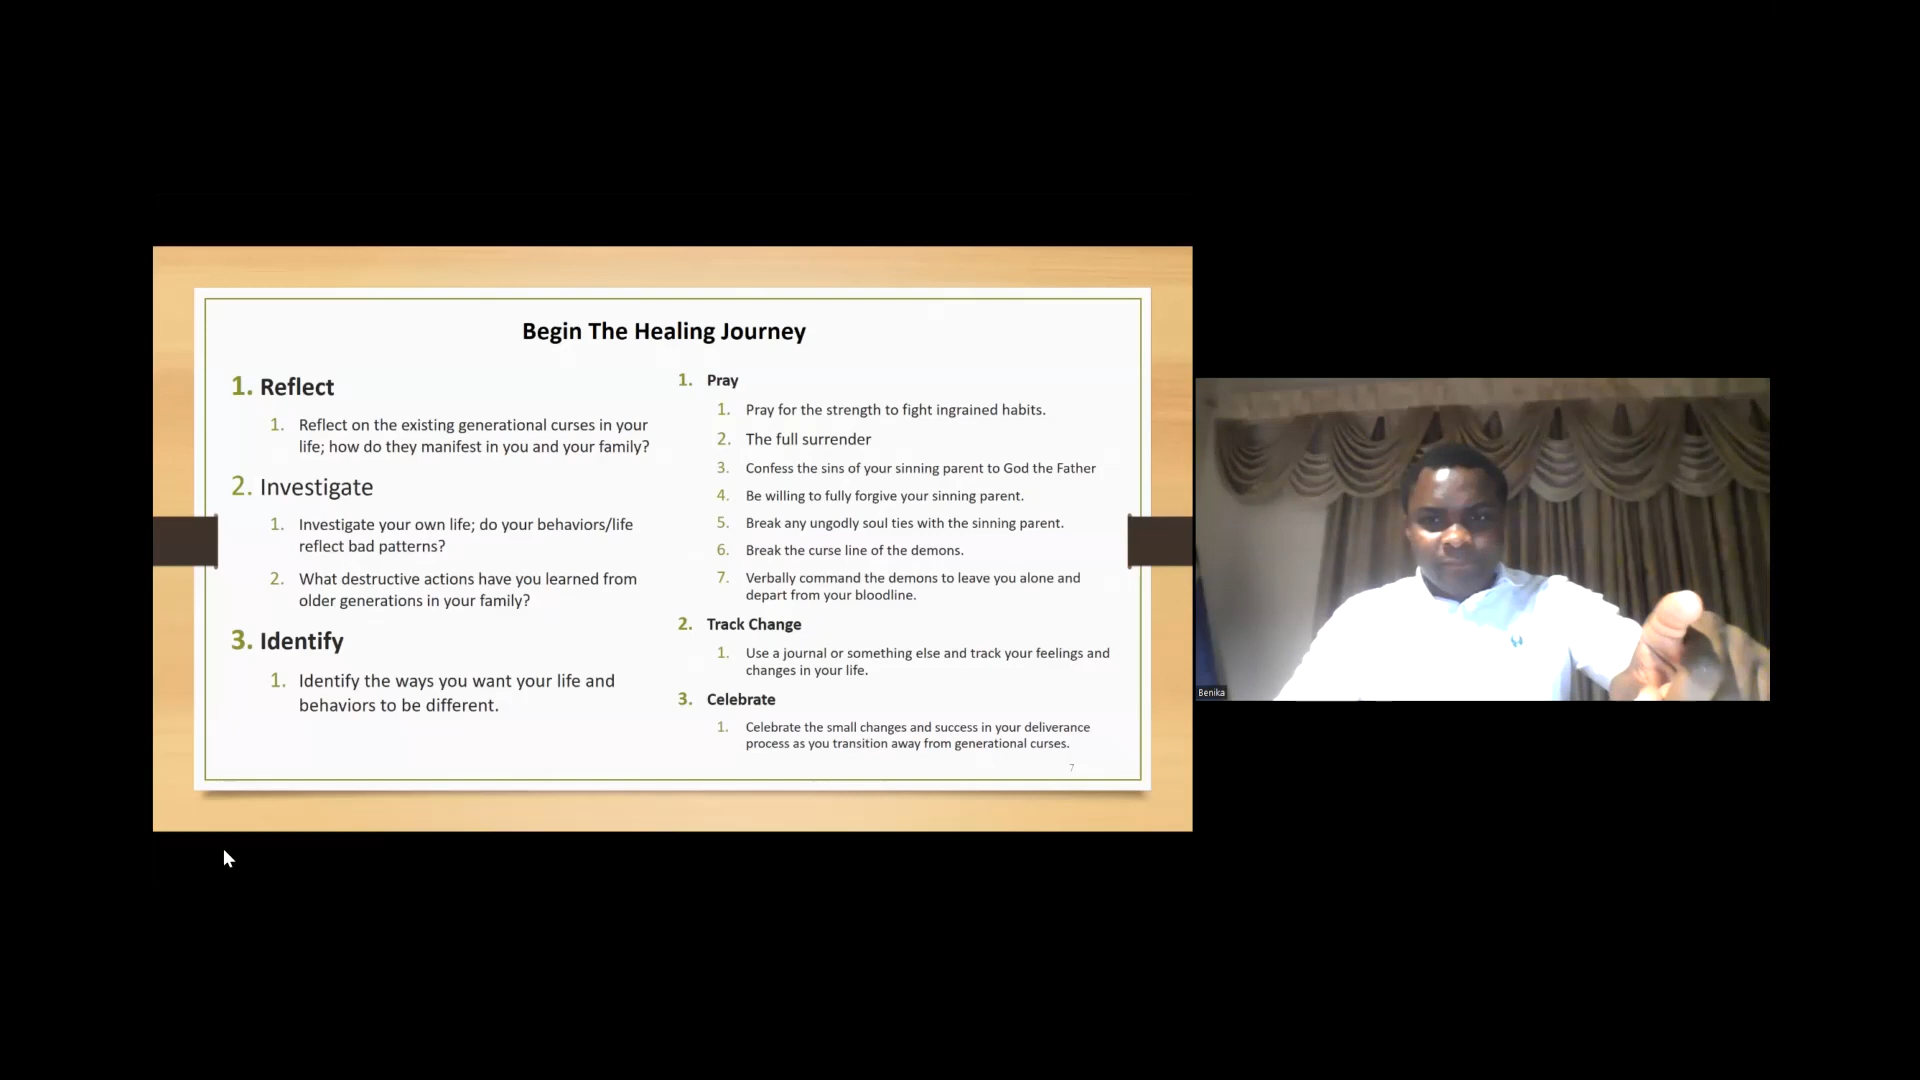 Begin The Healing Journey
1. Reflect
1. Reflect on the existing generational curses in your
life; how do they manifest in you and your family?
2. Investigate
1. Investigate your own life; do your behaviors/life
reflect bad patterns?
2. What destructive actions have you learned from
older generations in your family?
3. Identify
1. Identify the ways you want your life and
behaviors to be different.
1. Pray
1. Pray for the strength to fight ingrained habits.
2. The full surrender
3. Confess the sins of your sinning parent to God the Father
4. Be willing to fully forgive your sinning parent.
5. Break any ungodly soul ties with the sinning parent.
6. Break the curse line of the demons.
7. Verbally command the demons to leave you alone and
depart from your bloodline.
2. Track Change
1. Use a journal or something else and track your feelings and
changes in your life.
3. Celebrate
1. Celebrate the small changes and success in your deliverance
process as you transition away from generational curses.
7
Benika